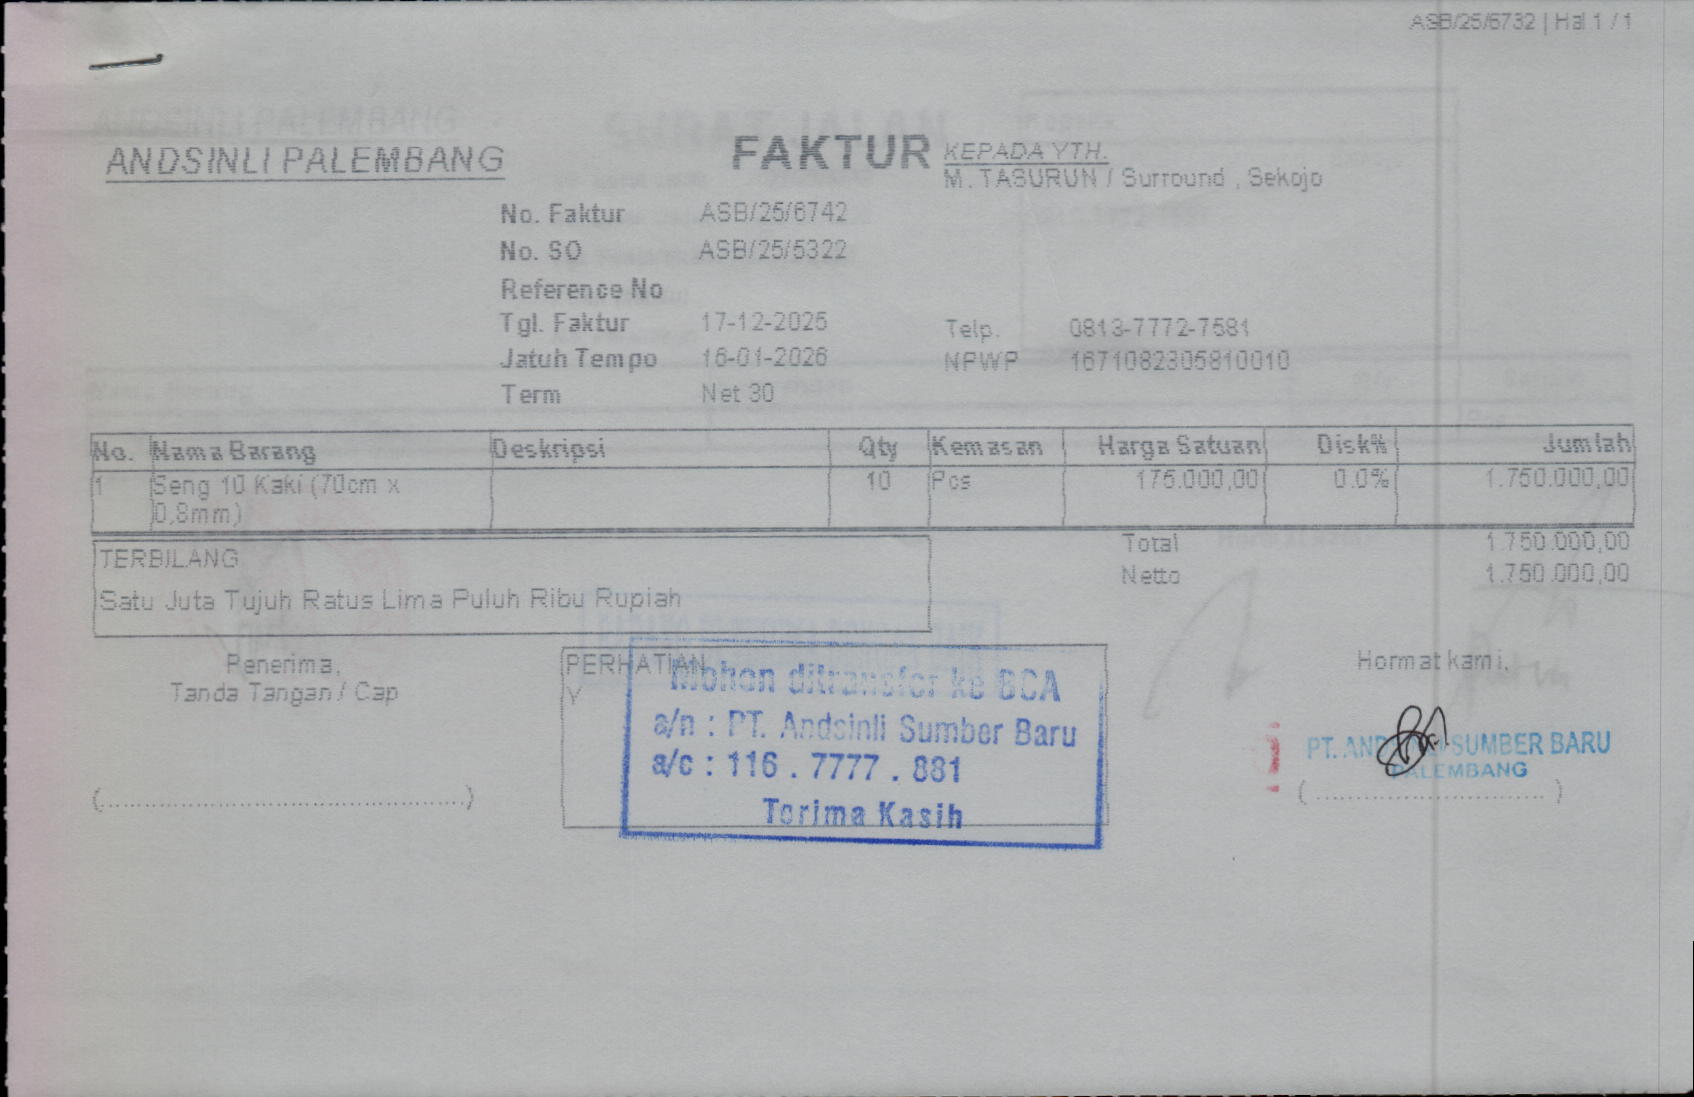 ASB/25/6732 | Hal 1 / 1
ANDSINLI PALEMBANG
FAKTUR
KEPADA YTH.
M. TASURUN / Surround , Sekojo
No. Faktur ASB/25/6742
No. SO ASB/25/5322
Reference No
Tgl. Faktur 17-12-2025
Telp. 0813-7772-7581
Jatuh Tempo 16-01-2026
NPWP 1671082305810010
Term Net 30
No. Nama Barang Deskripsi Qty Kemasan Harga Satuan Disk% Jumlah
1 Seng 10 Kaki (70cm x 10 Pcs 175.000,00 0.0% 1.750.000,00
0,8mm)
Total 1.750.000,00
TERBILANG
Netto 1.750.000,00
Satu Juta Tujuh Ratus Lima Puluh Ribu Rupiah
Penerima,
Tanda Tangan / Cap
(..............................................)
PERHATIAN
Y
Mohon ditransfer ke BCA
a/n : PT. Andsinli Sumber Baru
a/c : 116 . 7777 . 881
Terima Kasih
Hormat kami,
PT. AND SUMBER BARU
PALEMBANG
(..............................)